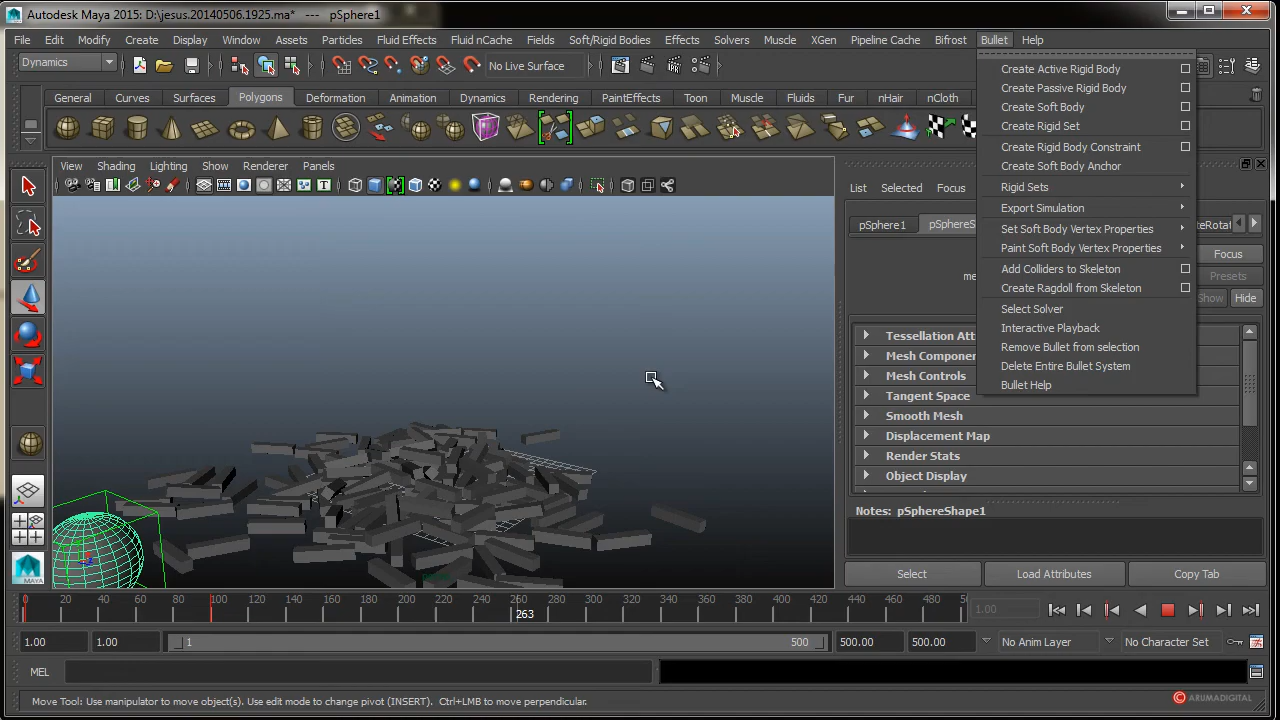 Autodesk Maya 2015: D:\jesus.20140506.1925.ma* --- pSphere1
File Edit Modify Create Display Window Assets Particles Fluid Effects Fluid nCache Fields Soft/Rigid Bodies Effects Solvers Muscle XGen Pipeline Cache Bifrost Bullet Help
Dynamics No Live Surface
General Curves Surfaces Polygons Deformation Animation Dynamics Rendering PaintEffects Toon Muscle Fluids Fur nHair nCloth
View Shading Lighting Show Renderer Panels
Create Active Rigid Body
Create Passive Rigid Body
Create Soft Body
Create Rigid Set
Create Rigid Body Constraint
Create Soft Body Anchor
Rigid Sets
Export Simulation
Set Soft Body Vertex Properties
Paint Soft Body Vertex Properties
Add Colliders to Skeleton
Create Ragdoll from Skeleton
Select Solver
Interactive Playback
Remove Bullet from selection
Delete Entire Bullet System
Bullet Help
List Selected Focus
pSphere1 pSphereS teRotat
Focus
me Presets
Show Hide
Tessellation Att
Mesh Componen
Mesh Controls
Tangent Space
Smooth Mesh
Displacement Map
Render Stats
Object Display
Notes: pSphereShape1
Select Load Attributes Copy Tab
0 20 40 60 80 100 120 140 160 180 200 220 240 260 280 300 320 340 360 380 400 420 440 460 480 50
263
1.00
1.00 1.00 1 500 500.00 500.00 No Anim Layer No Character Set
MEL
Move Tool: Use manipulator to move object(s). Use edit mode to change pivot (INSERT). Ctrl+LMB to move perpendicular.
MAYA
© ARUMADIGITAL